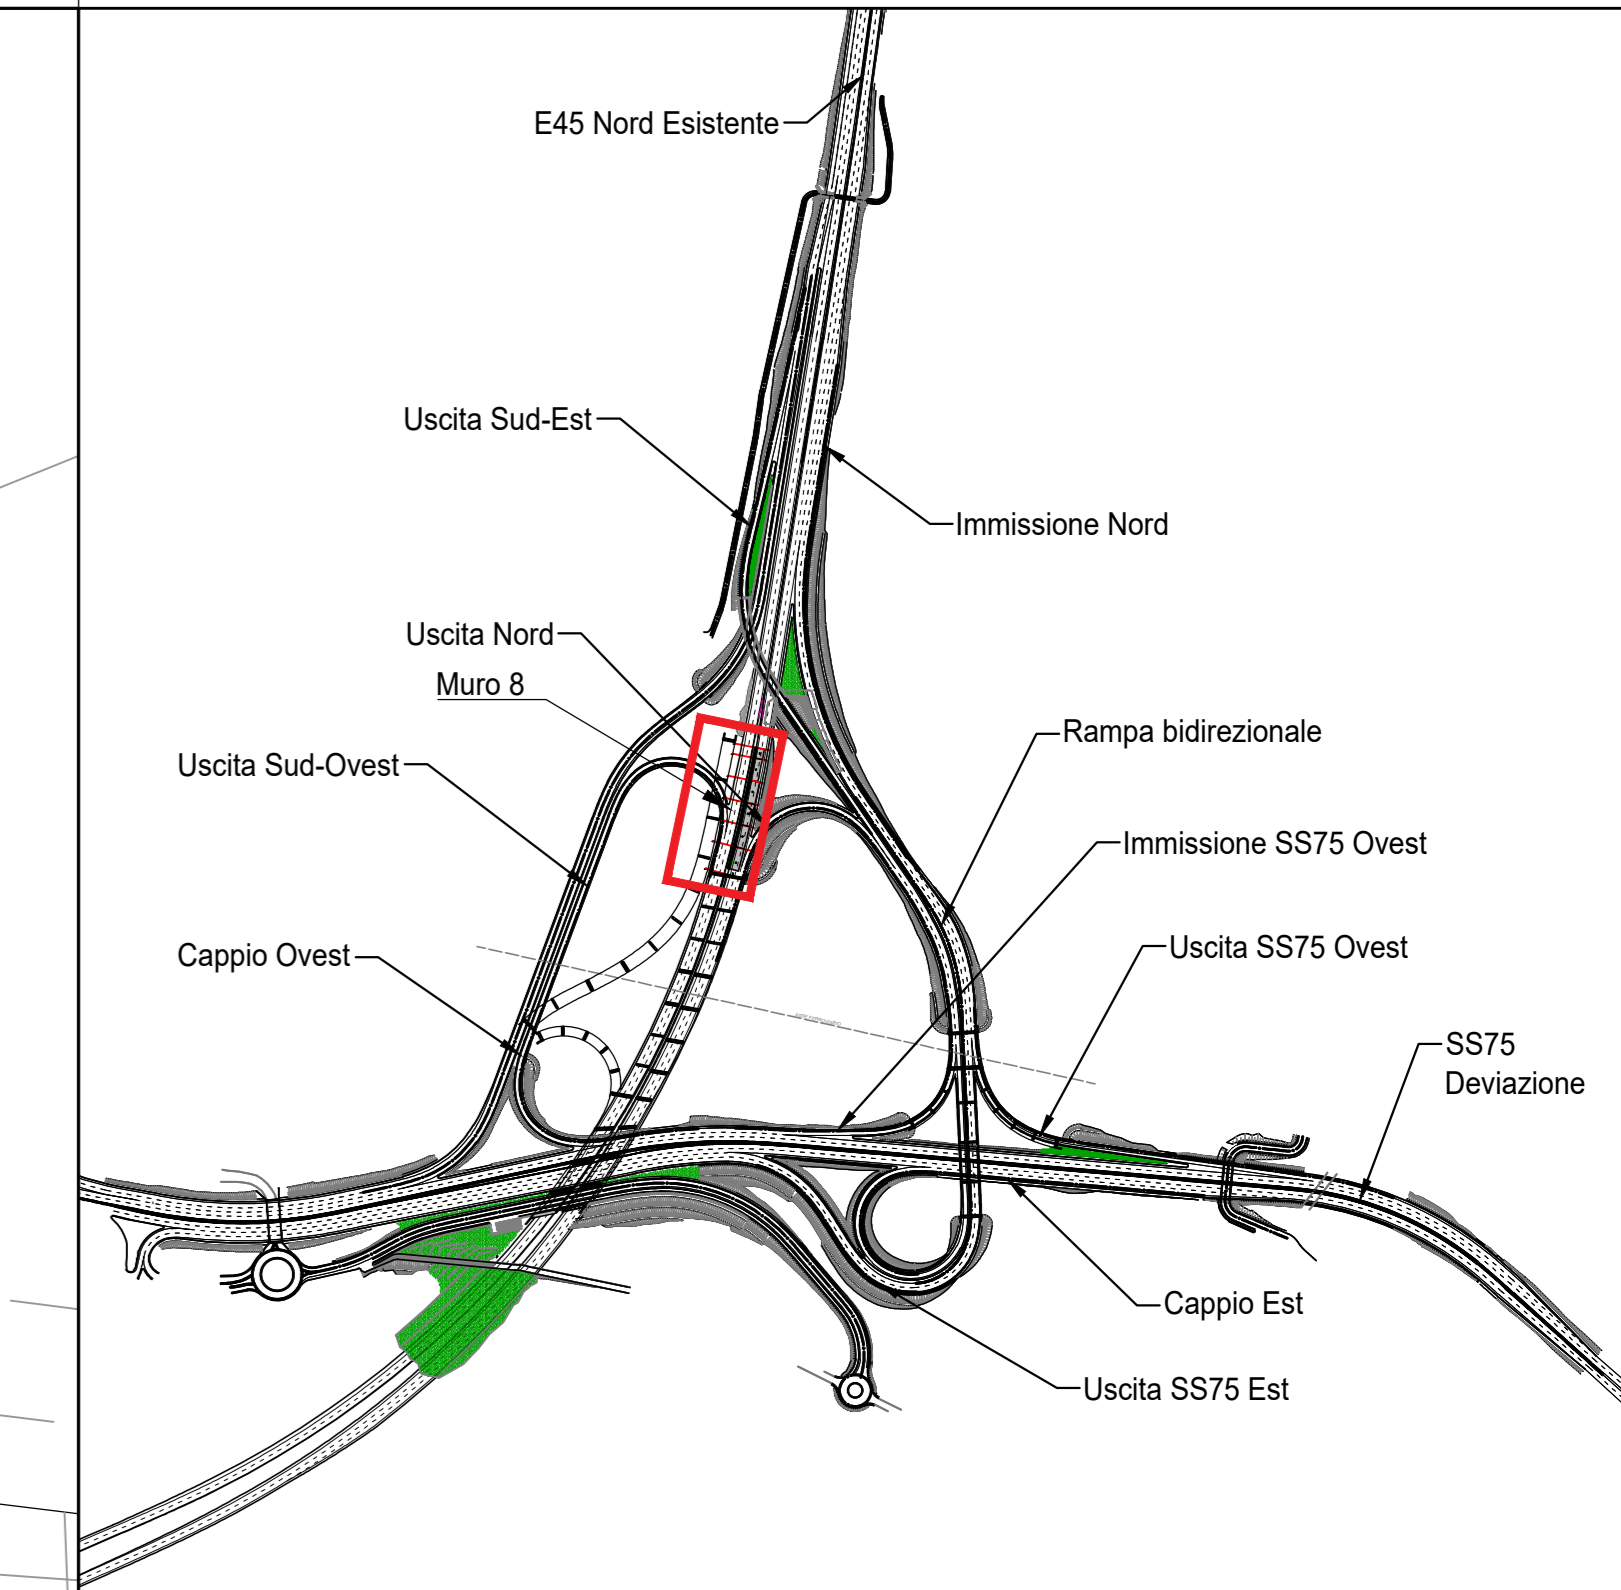 E45 Nord Esistente
Uscita Sud-Est
Immissione Nord
Uscita Nord
Muro 8
Rampa bidirezionale
Uscita Sud-Ovest
Immissione SS75 Ovest
Uscita SS75 Ovest
Cappio Ovest
SS75
Deviazione
Cappio Est
Uscita SS75 Est